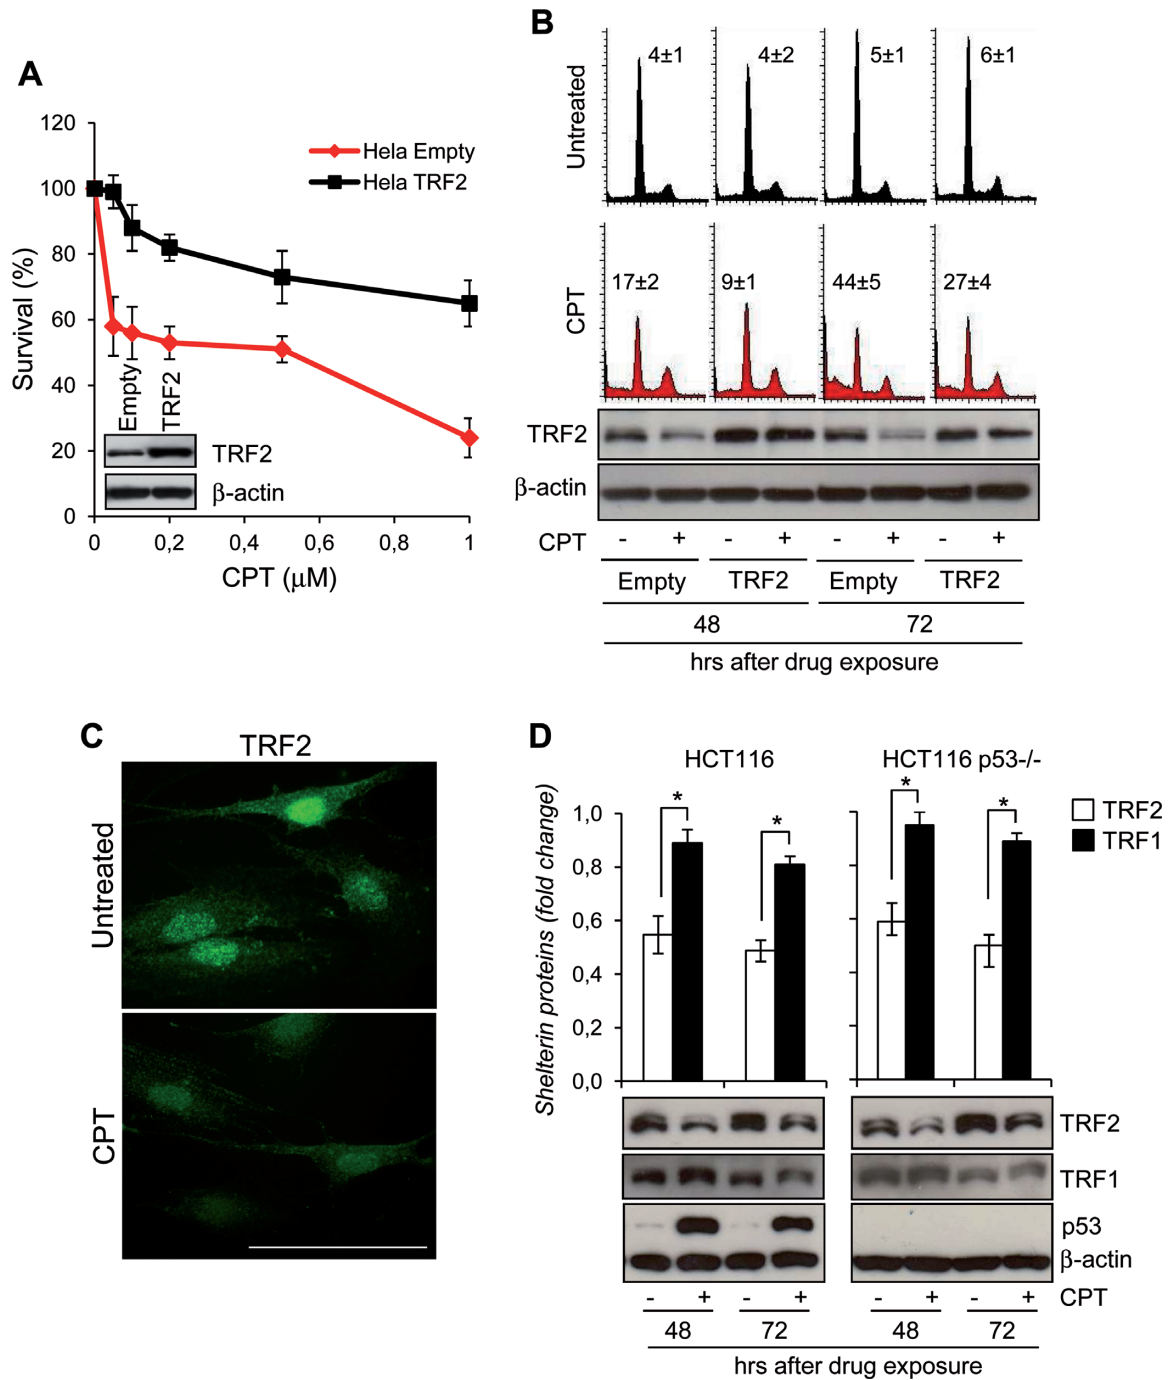 A
120
100
80
60
40
20
0
Survival (%)
Hela Empty
Hela TRF2
Empty
TRF2
TRF2
β-actin
0
0,2
0,4
0,6
0,8
1
CPT (μM)
B
Untreated
4±1
4±2
5±1
6±1
CPT
17±2
9±1
44±5
27±4
TRF2
β-actin
CPT - + - + - + - +
Empty TRF2 Empty TRF2
48 72
hrs after drug exposure
C
TRF2
Untreated
CPT
D
HCT116
HCT116 p53-/-
Shelterin proteins (fold change)
1,0
0,8
0,6
0,4
0,2
0,0
*
*
*
*
TRF2
TRF1
TRF2
TRF1
p53
β-actin
- + - + - + - + CPT
48 72 48 72
hrs after drug exposure